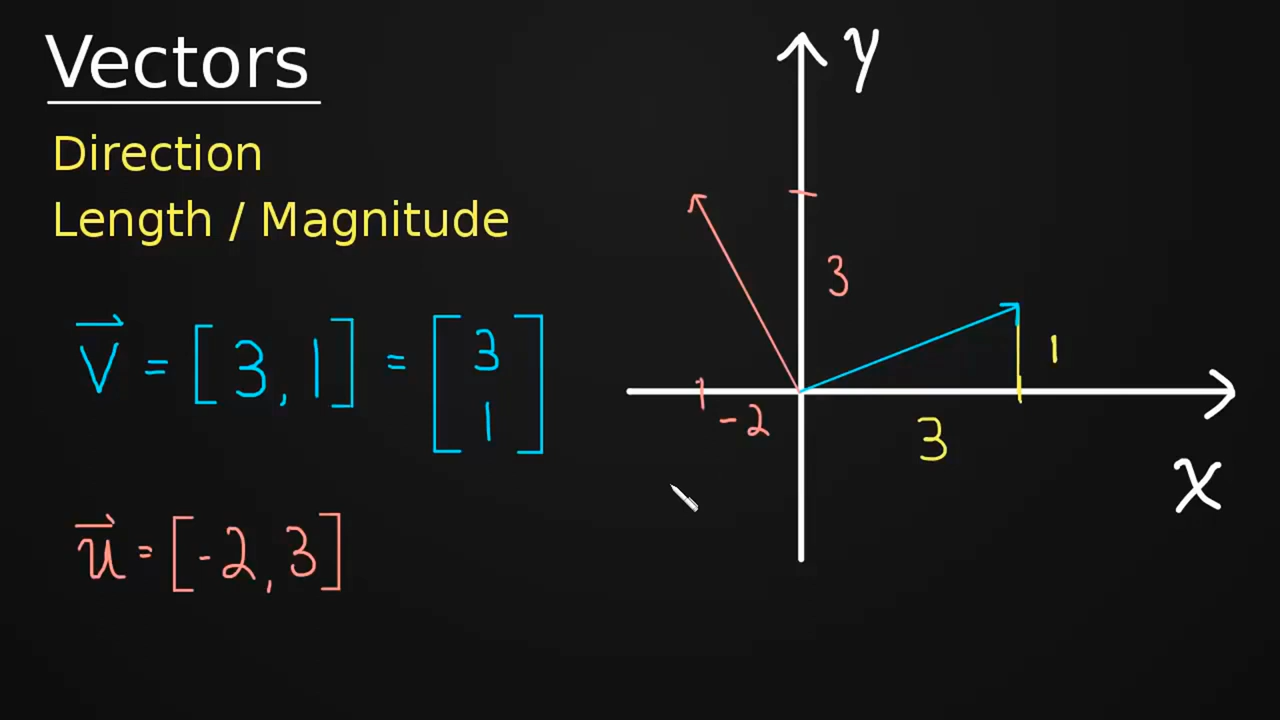 Vectors
Direction
Length / Magnitude
v⃗ = [3, 1] = [3
1]
u⃗ = [-2, 3]
y
3
1
-2
3
x